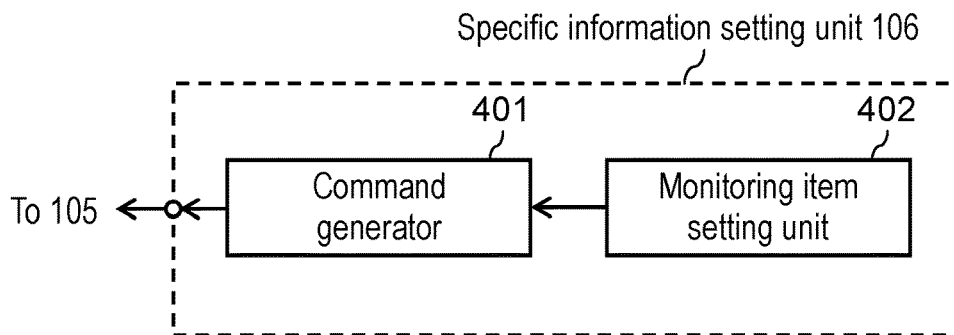 Specific information setting unit 106
401
402
To 105
Command
generator
Monitoring item
setting unit